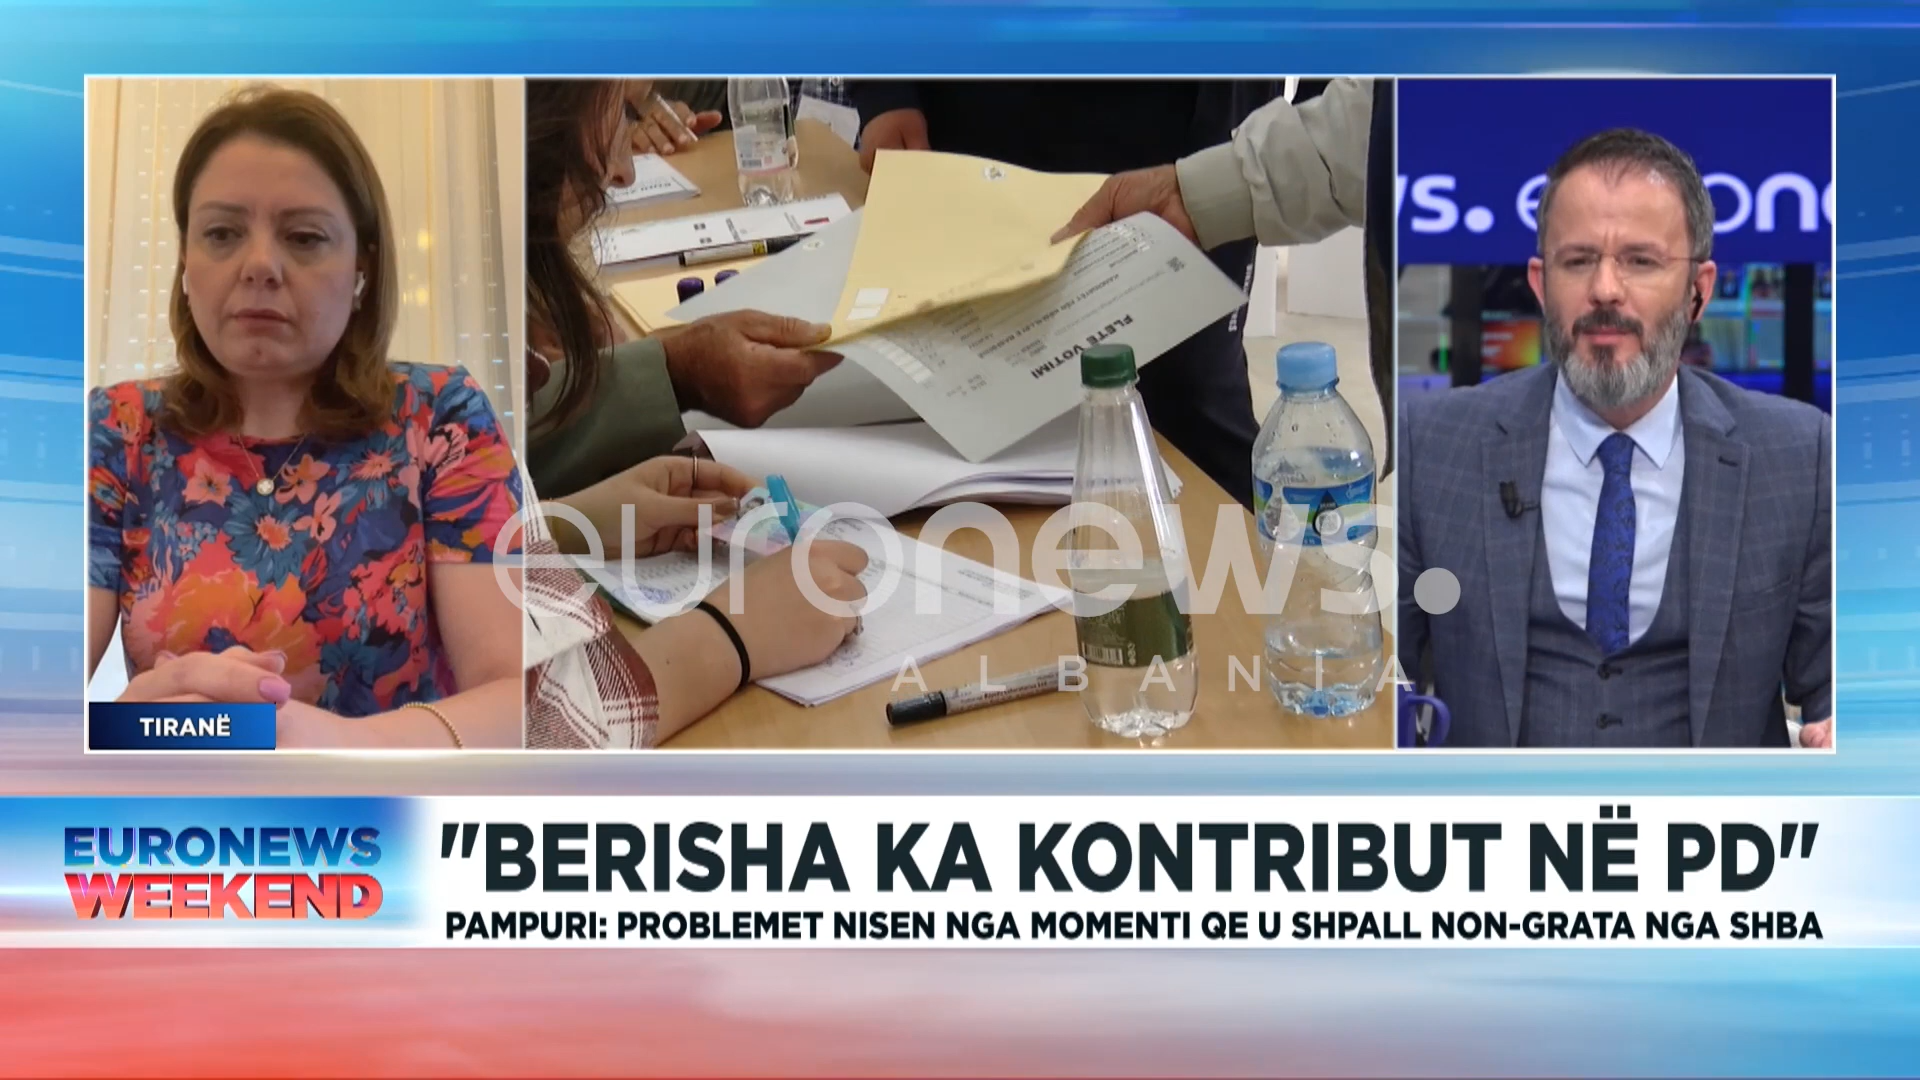 s. euron
FLETË VOTIMI
euronews.
ALBANIA
TIRANË
EURONEWS
WEEKEND
"BERISHA KA KONTRIBUT NË PD"
PAMPURI: PROBLEMET NISEN NGA MOMENTI QE U SHPALL NON-GRATA NGA SHBA